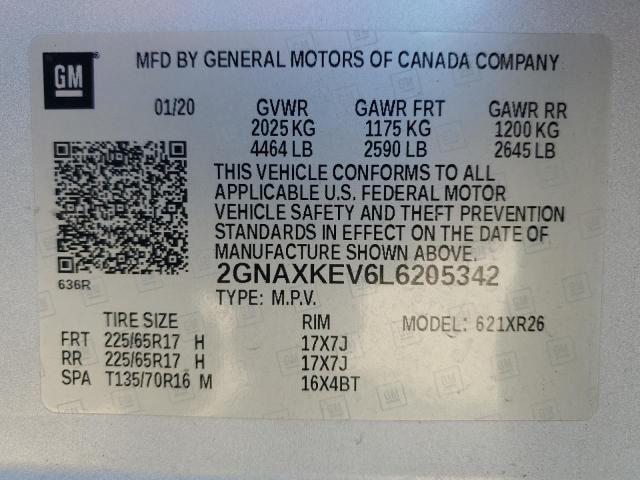 GM
MFD BY GENERAL MOTORS OF CANADA COMPANY
01/20 GVWR GAWR FRT GAWR RR
2025 KG 1175 KG 1200 KG
4464 LB 2590 LB 2645 LB
THIS VEHICLE CONFORMS TO ALL
APPLICABLE U.S. FEDERAL MOTOR
VEHICLE SAFETY AND THEFT PREVENTION
STANDARDS IN EFFECT ON THE DATE OF
MANUFACTURE SHOWN ABOVE.
636R
2GNAXKEV6L6205342
TYPE: M.P.V.
TIRE SIZE RIM MODEL: 621XR26
FRT 225/65R17 H 17X7J
RR 225/65R17 H 17X7J
SPA T135/70R16 M 16X4BT